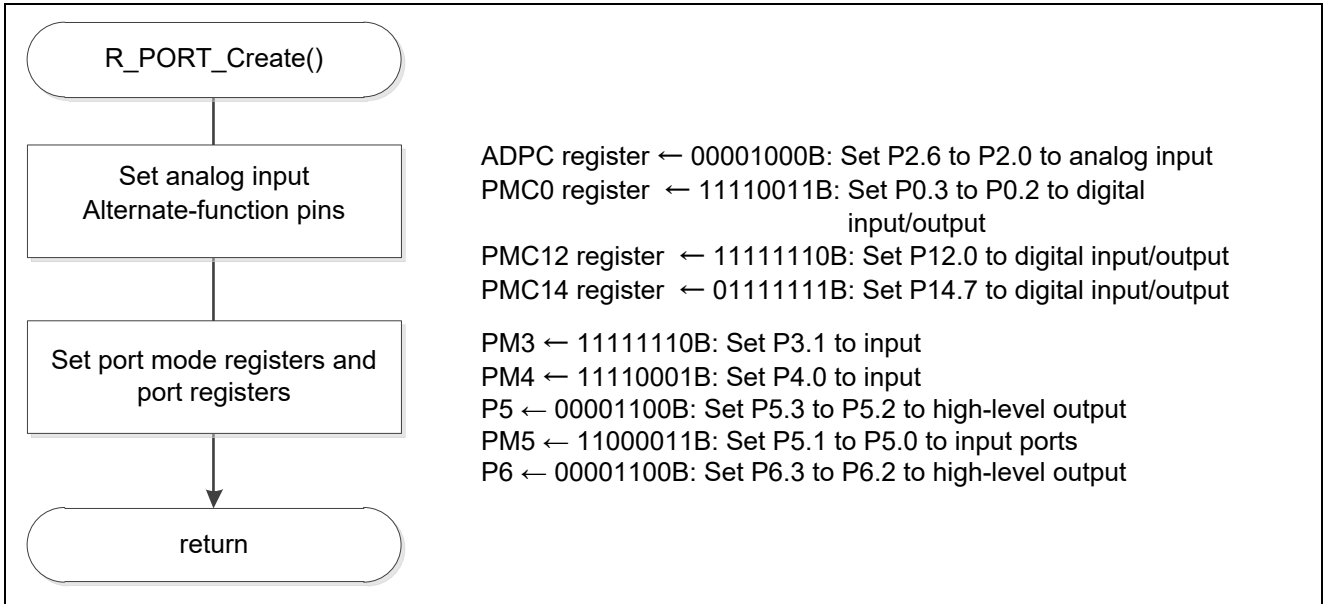 R_PORT_Create()
Set analog input
Alternate-function pins
ADPC register ← 00001000B: Set P2.6 to P2.0 to analog input
PMC0 register ← 11110011B: Set P0.3 to P0.2 to digital
input/output
PMC12 register ← 11111110B: Set P12.0 to digital input/output
PMC14 register ← 01111111B: Set P14.7 to digital input/output
Set port mode registers and
port registers
PM3 ← 11111110B: Set P3.1 to input
PM4 ← 11110001B: Set P4.0 to input
P5 ← 00001100B: Set P5.3 to P5.2 to high-level output
PM5 ← 11000011B: Set P5.1 to P5.0 to input ports
P6 ← 00001100B: Set P6.3 to P6.2 to high-level output
return